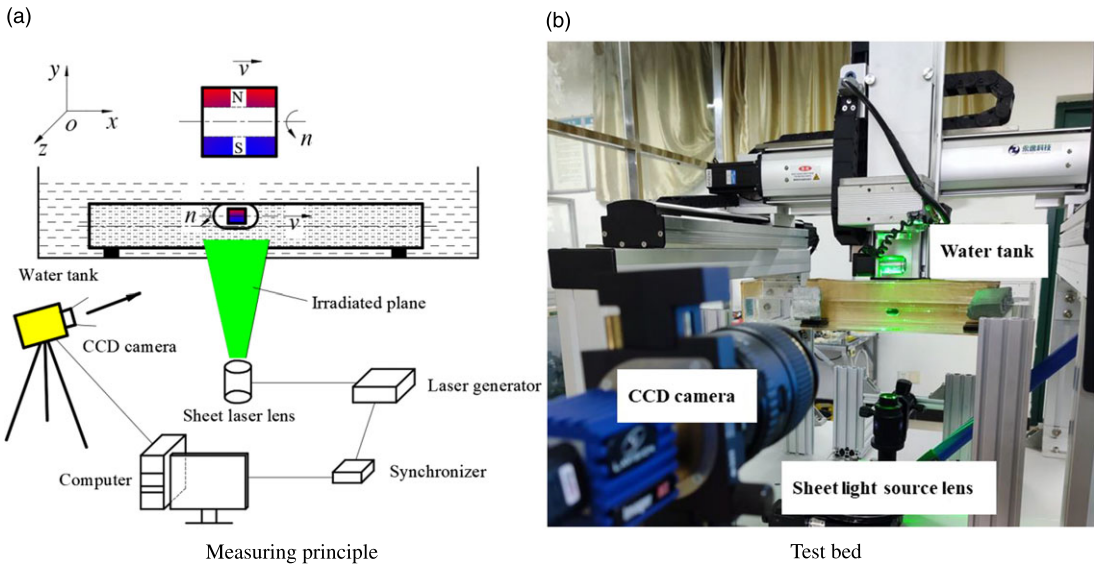 (a)
(b)
v
y
N
o
x
n
z
S
n
v
Water tank
Irradiated plane
CCD camera
Laser generator
Sheet laser lens
Synchronizer
Computer
Measuring principle
Water tank
CCD camera
Sheet light source lens
Test bed